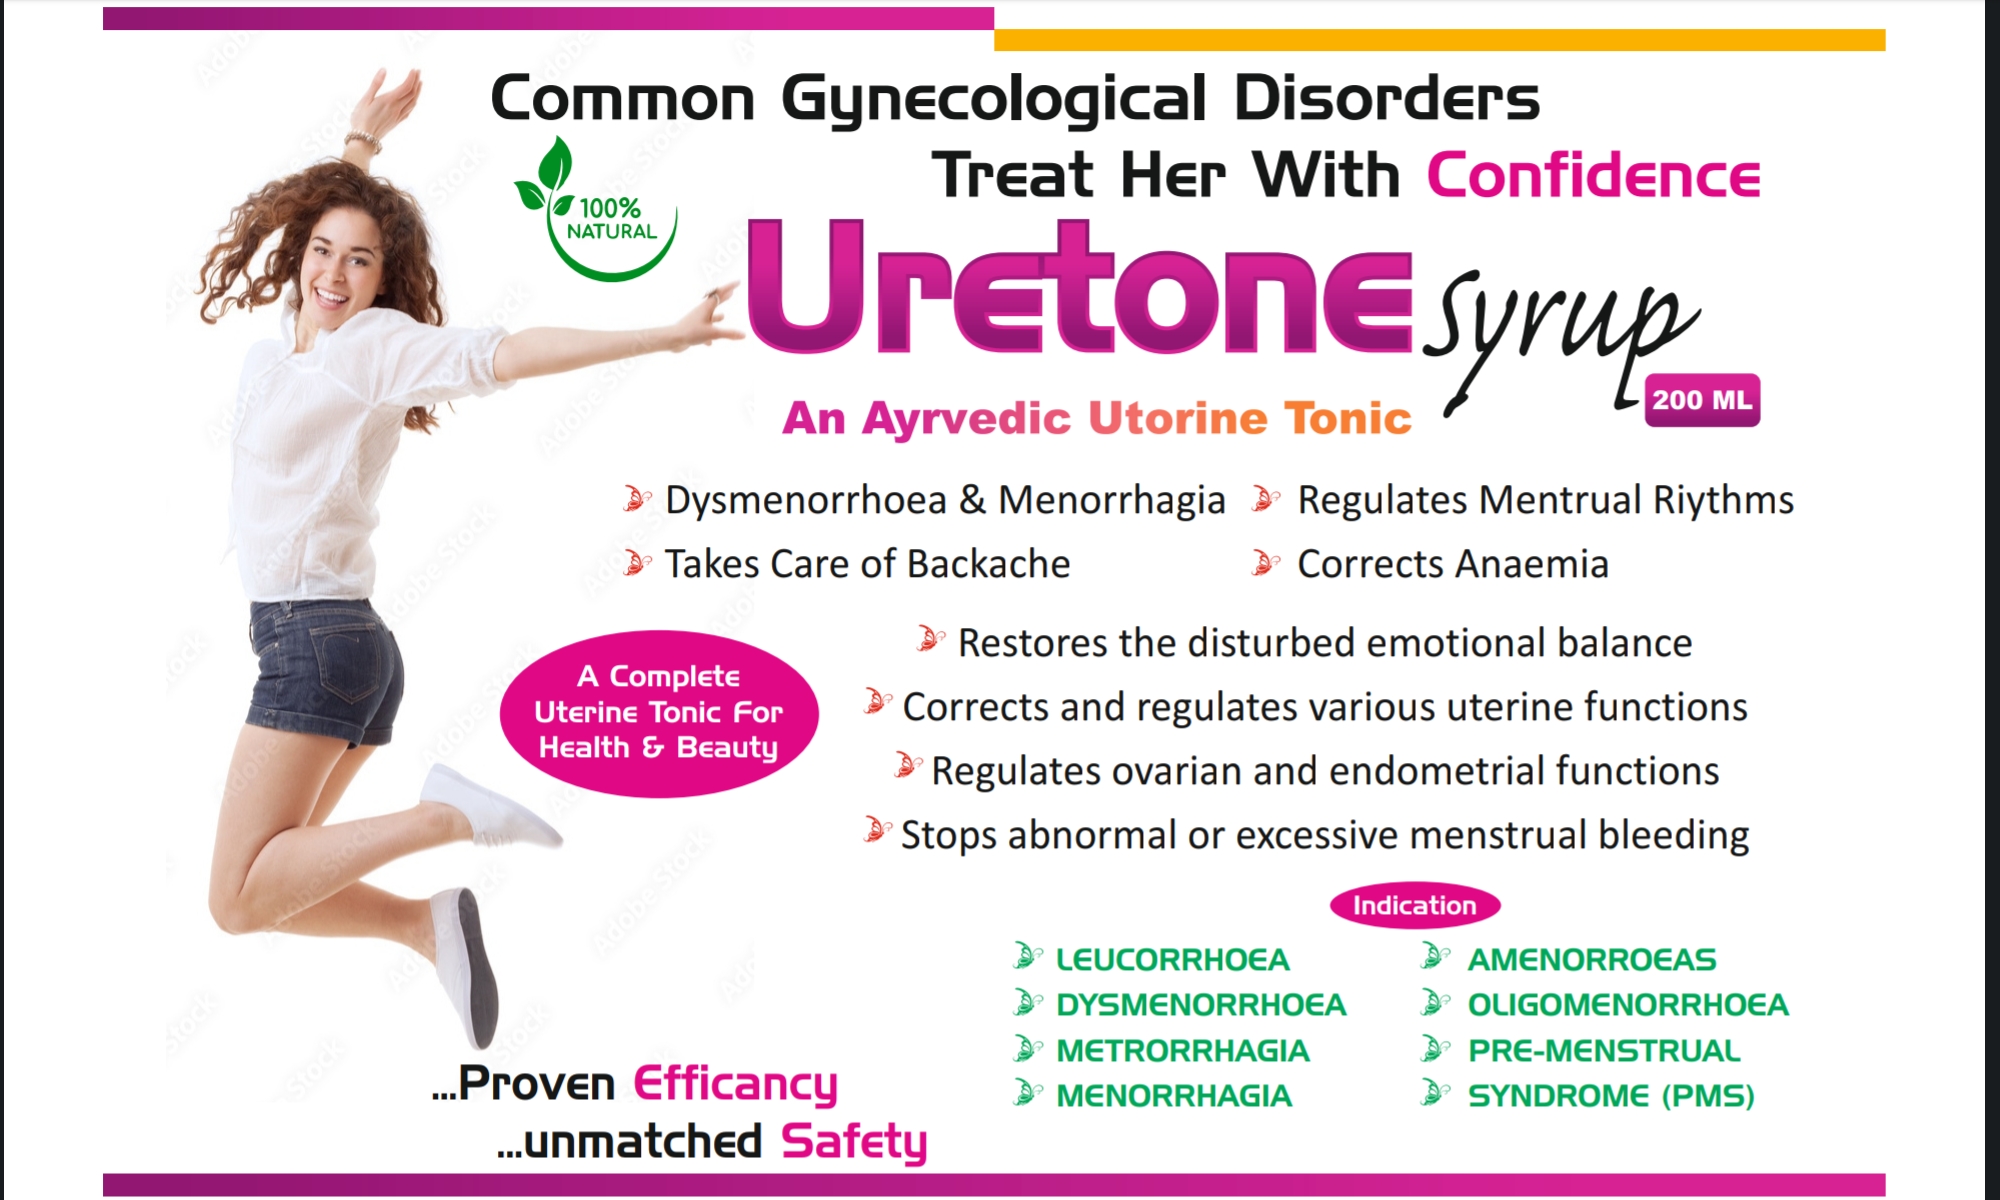 Common Gynecological Disorders
Treat Her With Confidence
100%
NATURAL
Uretone syrup
200 ML
An Ayrvedic Utorine Tonic
Dysmenorrhoea & Menorrhagia
Regulates Mentrual Riythms
Takes Care of Backache
Corrects Anaemia
Restores the disturbed emotional balance
Corrects and regulates various uterine functions
Regulates ovarian and endometrial functions
Stops abnormal or excessive menstrual bleeding
A Complete
Uterine Tonic For
Health & Beauty
Indication
LEUCORRHOEA
DYSMENORRHOEA
METRORRHAGIA
MENORRHAGIA
AMENORROEAS
OLIGOMENORRHOEA
PRE-MENSTRUAL
SYNDROME (PMS)
...Proven Efficancy
...unmatched Safety
Adobe Stock